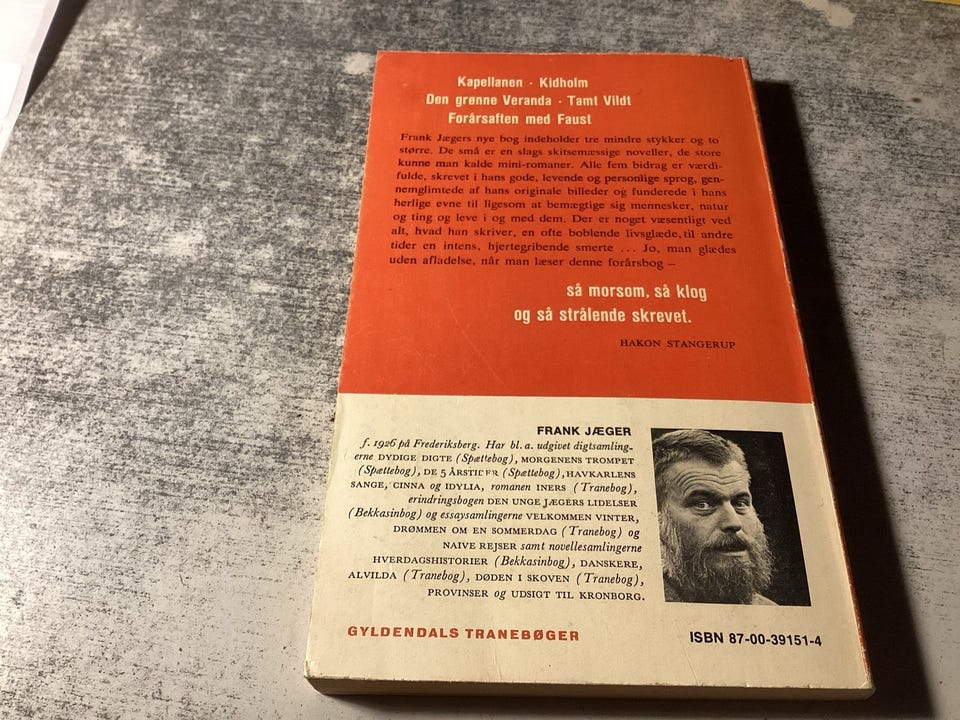 Kapellanen · Kidholm
Den grønne Veranda · Tamt Vildt
Forårsaften med Faust
Frank Jægers nye bog indeholder tre mindre stykker og to
større. De små er en slags skitsemæssige noveller, de store
kunne man kalde mini-romaner. Alle fem bidrag er værdi-
fulde, skrevet i hans gode, levende og personlige sprog, gen-
nemglimtede af hans originale billeder og funderede i hans
herlige evne til ligesom at bemægtige sig mennesker, natur
og ting og leve i og med dem. Der er noget væsentligt ved
alt, hvad han skriver, en ofte boblende livsglæde, til andre
tider en intens, hjertegribende smerte ... Jo, man glædes
uden afladelse, når man læser denne forårsbog –
så morsom, så klog
og så strålende skrevet.
HAKON STANGERUP
FRANK JÆGER
f. 1926 på Frederiksberg. Har bl. a. udgivet digtsamling-
erne DYDIGE DIGTE (Spættebog), MORGENENS TROMPET
(Spættebog), DE 5 ÅRSTIDER (Spættebog), HAVKARLENS
SANGE, CINNA og IDYLIA, romanen INERS (Tranebog),
erindringsbogen DEN UNGE JÆGERS LIDELSER
(Bekkasinbog) og essaysamlingerne VELKOMMEN VINTER,
DRØMMEN OM EN SOMMERDAG (Tranebog) og
NAIVE REJSER samt novellesamlingerne
HVERDAGSHISTORIER (Bekkasinbog), DANSKERE,
ALVILDA (Tranebog), DØDEN I SKOVEN (Tranebog),
PROVINSER og UDSIGT TIL KRONBORG.
GYLDENDALS TRANEBØGER
ISBN 87-00-39151-4